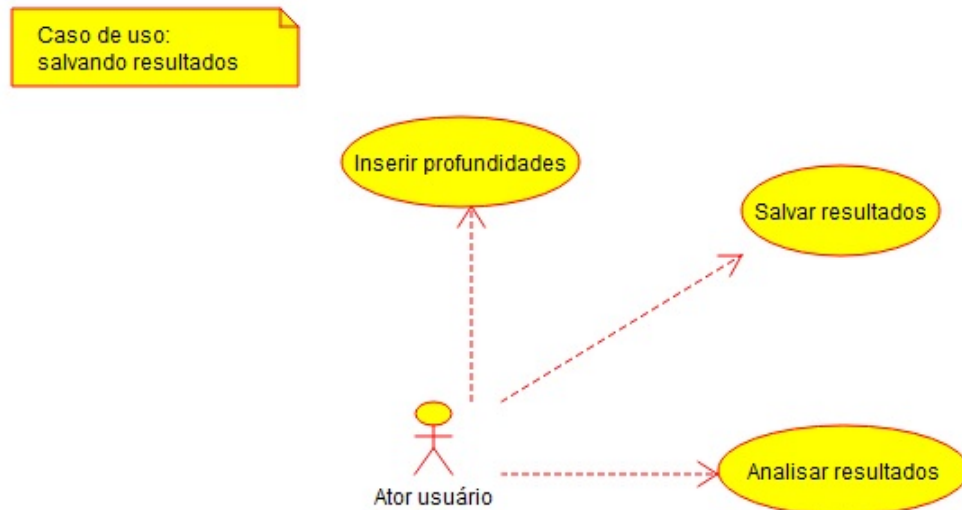 Caso de uso:
salvando resultados
Inserir profundidades
Salvar resultados
Analisar resultados
Ator usuário